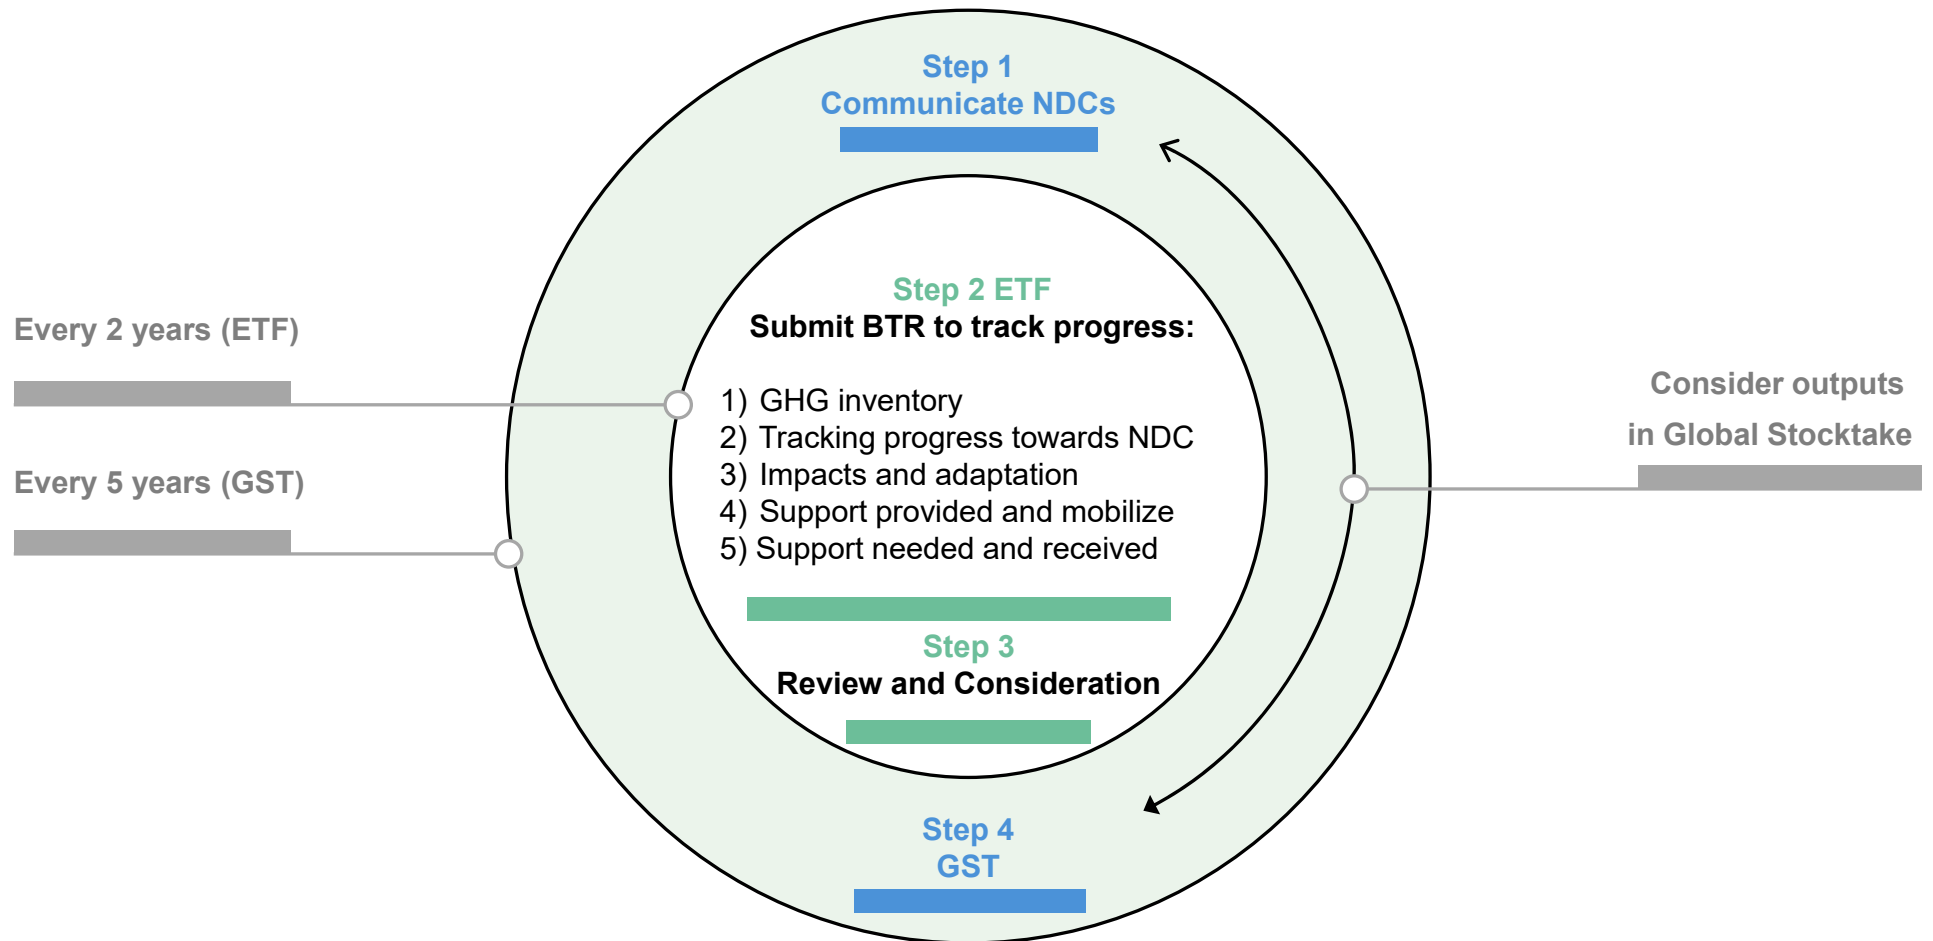 Step 1
Communicate NDCs
Step 2 ETF
Submit BTR to track progress:
1) GHG inventory
2) Tracking progress towards NDC
3) Impacts and adaptation
4) Support provided and mobilize
5) Support needed and received
Step 3
Review and Consideration
Step 4
GST
Every 2 years (ETF)
Every 5 years (GST)
Consider outputs
in Global Stocktake